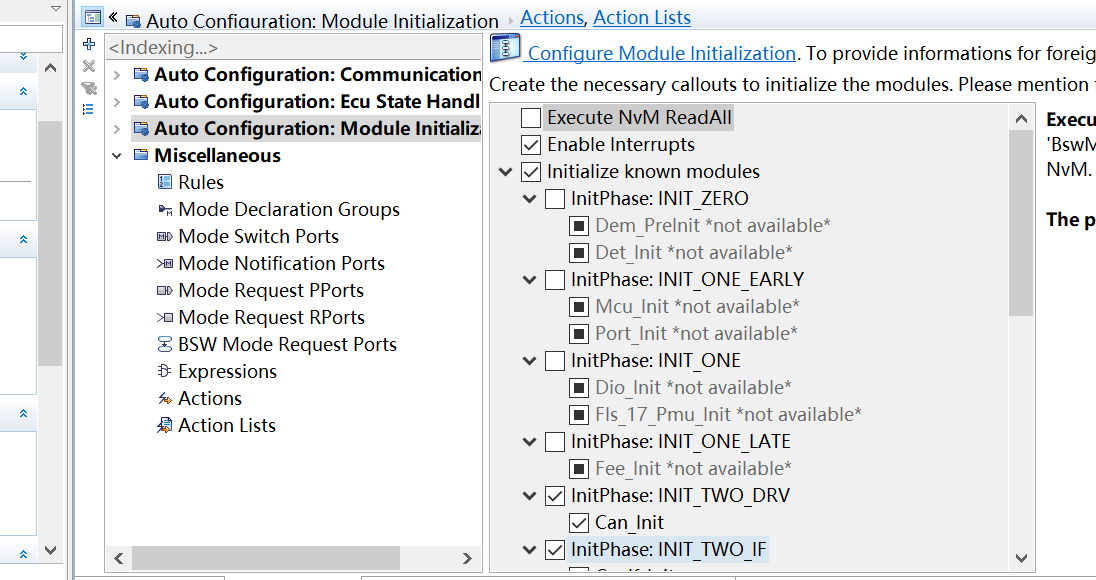 Auto Configuration: Module Initialization
Actions, Action Lists
<Indexing...>
Auto Configuration: Communication
Auto Configuration: Ecu State Handl
Auto Configuration: Module Initializa
Miscellaneous
Rules
Mode Declaration Groups
Mode Switch Ports
Mode Notification Ports
Mode Request PPorts
Mode Request RPorts
BSW Mode Request Ports
Expressions
Actions
Action Lists
Configure Module Initialization. To provide informations for foreig
Create the necessary callouts to initialize the modules. Please mention
Execute NvM ReadAll
Enable Interrupts
Initialize known modules
InitPhase: INIT_ZERO
Dem_PreInit *not available*
Det_Init *not available*
InitPhase: INIT_ONE_EARLY
Mcu_Init *not available*
Port_Init *not available*
InitPhase: INIT_ONE
Dio_Init *not available*
Fls_17_Pmu_Init *not available*
InitPhase: INIT_ONE_LATE
Fee_Init *not available*
InitPhase: INIT_TWO_DRV
Can_Init
InitPhase: INIT_TWO_IF
Execu
'BswM
NvM.
The p